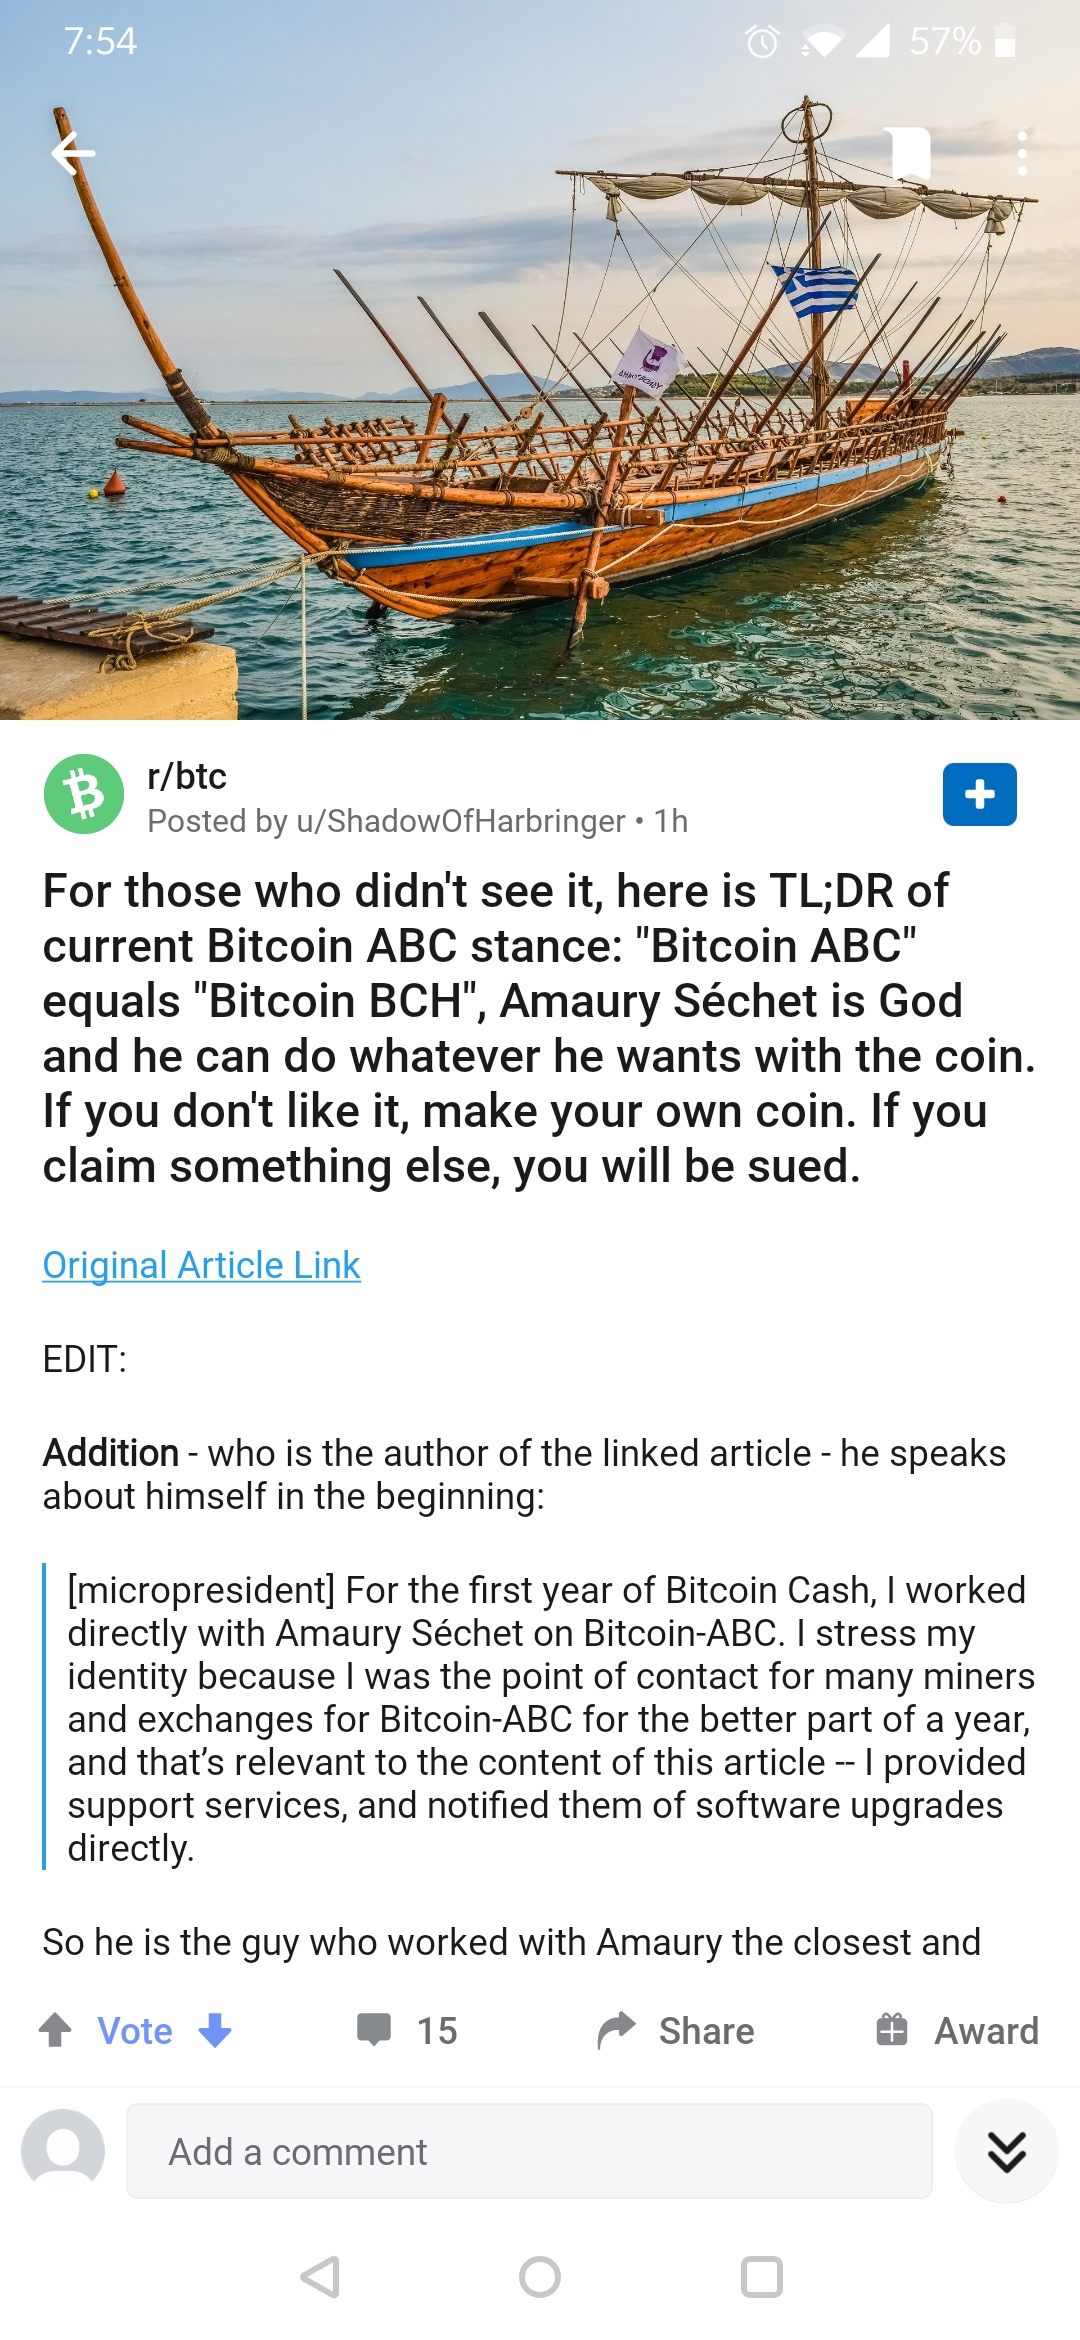 7:54
57%
r/btc
Posted by u/ShadowOfHarbringer • 1h
For those who didn't see it, here is TL;DR of
current Bitcoin ABC stance: "Bitcoin ABC"
equals "Bitcoin BCH", Amaury Séchet is God
and he can do whatever he wants with the coin.
If you don't like it, make your own coin. If you
claim something else, you will be sued.
Original Article Link
EDIT:
Addition - who is the author of the linked article - he speaks
about himself in the beginning:
[micropresident] For the first year of Bitcoin Cash, I worked
directly with Amaury Séchet on Bitcoin-ABC. I stress my
identity because I was the point of contact for many miners
and exchanges for Bitcoin-ABC for the better part of a year,
and that’s relevant to the content of this article -- I provided
support services, and notified them of software upgrades
directly.
So he is the guy who worked with Amaury the closest and
Vote
15
Share
Award
Add a comment